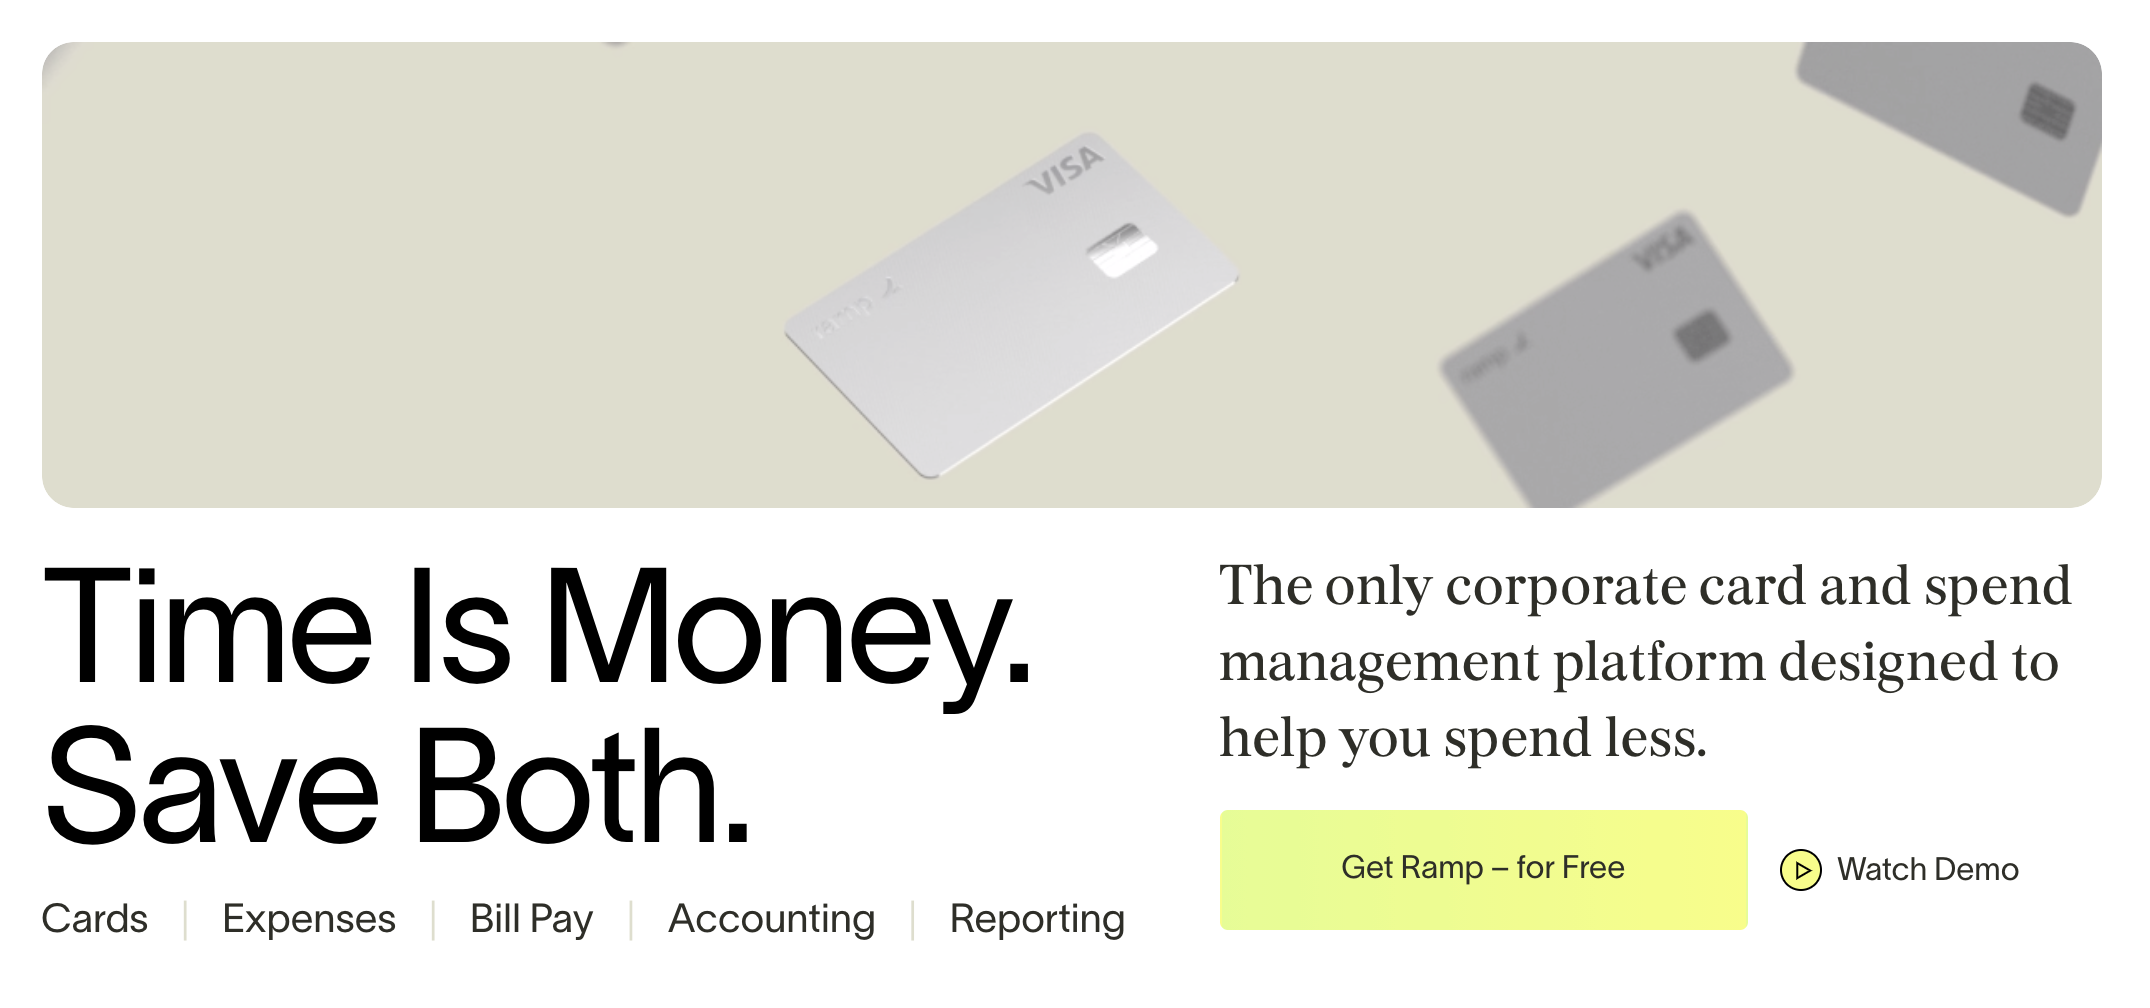 VISA
ramp
VISA
ramp
Time Is Money.
Save Both.
Cards | Expenses | Bill Pay | Accounting | Reporting
The only corporate card and spend
management platform designed to
help you spend less.
Get Ramp – for Free
Watch Demo